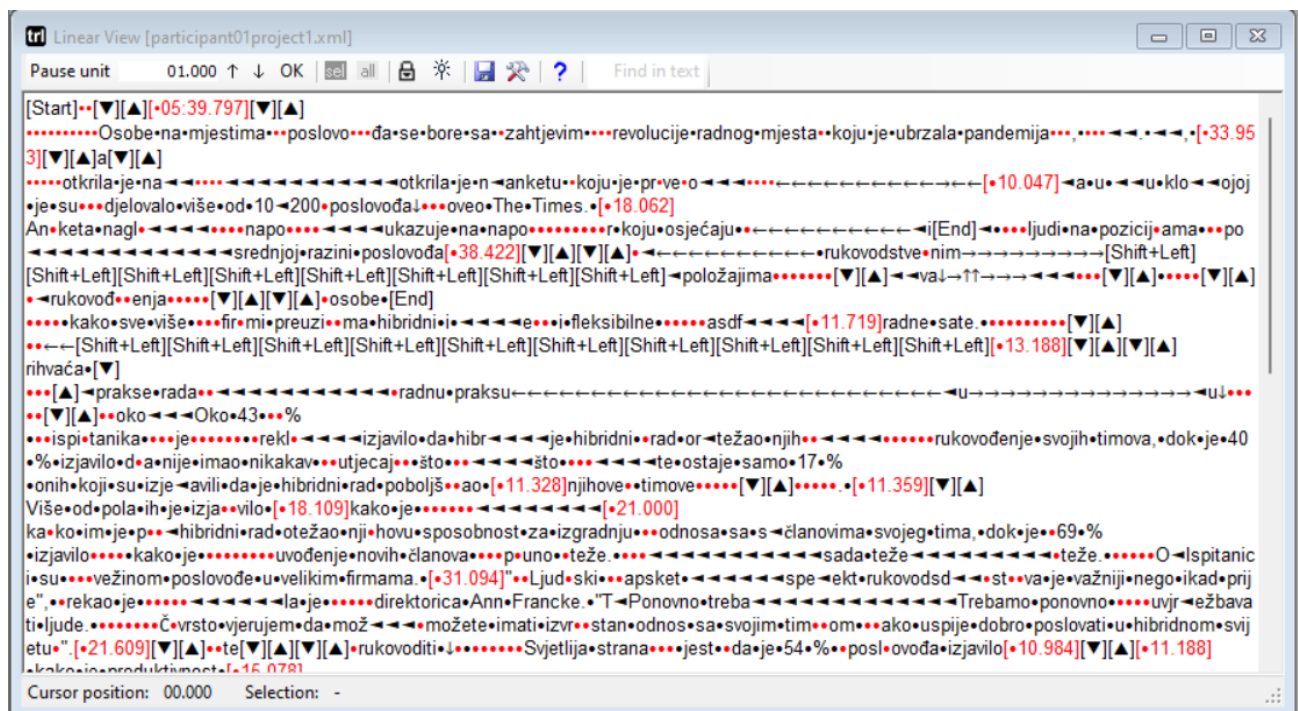 trl Linear View [participant01project1.xml]
Pause unit 01.000 ↑ ↓ OK sel all ? Find in text
[Start]••[▼][▲][•05:39.797][▼][▲]
••••••••••Osobe•na•mjestima•••poslovo•••đa•se•bore•sa••zahtjevim••••revolucije•radnog•mjesta••koju•je•ubrzala•pandemija•••,•••••◄◄.•◄◄,•[•33.95
3][▼][▲]a[▼][▲]
•••••otkrila•je•na◄◄••••◄◄◄◄◄◄◄◄◄◄◄otkrila•je•n◄anketu••koju•je•pr•ve•o◄◄◄••••←←←←←←←←←←←→←←[•10.047]◄a•u•◄◄u•klo◄◄ojoj
•je•su•••djelovalo•više•od•10◄200•poslovođa↓•••oveo•The•Times.•[•18.062]
An•keta•nagl•◄◄◄◄••••napo••••◄◄◄◄ukazuje•na•napo••••••••••r•koju•osjećaju••←←←←←←←←←←←◄i[End]◄••••ljudi•na•pozicij•ama•••po
◄◄◄◄◄◄◄◄◄◄◄◄◄srednjoj•razini•poslovođa[•38.422][▼][▲][▼][▲]•◄←←←←←←←←←←•rukovodstve•nim→→→→→→→→→[Shift+Left]
[Shift+Left][Shift+Left][Shift+Left][Shift+Left][Shift+Left][Shift+Left][Shift+Left]◄položajima•••••••[▼][▲]◄◄va↓→↑↑→→→◄◄◄•••[▼][▲]•••••[▼][▲]
•◄rukovođ••enja•••••[▼][▲][▼][▲]•osobe•[End]
•••••kako•sve•više••••fir•mi•preuzi••ma•hibridni•i•◄◄◄◄e•••i•fleksibilne••••••asdf◄◄◄◄[•11.719]radne•sate.••••••••••[▼][▲]
••←←[Shift+Left][Shift+Left][Shift+Left][Shift+Left][Shift+Left][Shift+Left][Shift+Left][Shift+Left][Shift+Left][•13.188][▼][▲][▼][▲]
rihvaća•[▼]
•••[▲]◄prakse•rada••◄◄◄◄◄◄◄◄◄◄◄•radnu•praksu←←←←←←←←←←←←←←←←←←←←←←←←◄u→→→→→→→→→→→→→→→◄u↓•••
••[▼][▲]••oko◄◄◄Oko•43•••%
•••ispi•tanika••••je••••••••rekl•◄◄◄◄izjavilo•da•hibr◄◄◄◄je•hibridni••rad•or◄težao•njih••◄◄◄◄••••••rukovođenje•svojih•timova,•dok•je•40
•%•izjavilo•d•a•nije•imao•nikakav•••utjecaj•••što•••◄◄◄◄što••••◄◄◄◄te•ostaje•samo•17•%
•onih•koji•su•izje◄avili•da•je•hibridni•rad•poboljš••ao•[•11.328]njihove••timove•••••[▼][▲]•••••.•[•11.359][▼][▲]
Više•od•pola•ih•je•izja••vilo•[•18.109]kako•je•••••••◄◄◄◄◄◄◄◄[•21.000]
ka•ko•im•je•p••◄hibridni•rad•otežao•nji•hovu•sposobnost•za•izgradnju•••odnosa•sa•s◄članovima•svojeg•tima,•dok•je••69•%
•izjavilo•••••kako•je•••••••••uvođenje•novih•članova••••p•uno••teže.••••◄◄◄◄◄◄◄◄◄◄◄sada•teže◄◄◄◄◄◄◄◄◄•teže.••••••O◄Ispitanic
i•su••••vežinom•poslovođe•u•velikim•firmama.•[•31.094]"••Ljud•ski•••apsket•◄◄◄◄◄◄spe◄ekt•rukovodsd◄◄•st••va•je•važniji•nego•ikad•prij
e",••rekao•je••••••◄◄◄◄◄◄la•je•••••direktorica•Ann•Francke.•"T◄Ponovno•treba◄◄◄◄◄◄◄◄◄◄◄◄◄Trebamo•ponovno•••••uvjr◄ežbava
ti•ljude.••••••••Č•vrsto•vjerujem•da•mož◄◄◄•možete•imati•izvr••stan•odnos•sa•svojim•tim••om•••ako•uspije•dobro•poslovati•u•hibridnom•svij
etu•".[•21.609][▼][▲]••te[▼][▲][▼][▲]•rukovoditi•↓••••••••Svjetlija•strana••••jest••da•je•54•%••posl•ovođa•izjavilo[•10.984][▼][▲][•11.188]
•kako•je•produktivnost•[•15.078]
Cursor position: 00.000 Selection: -